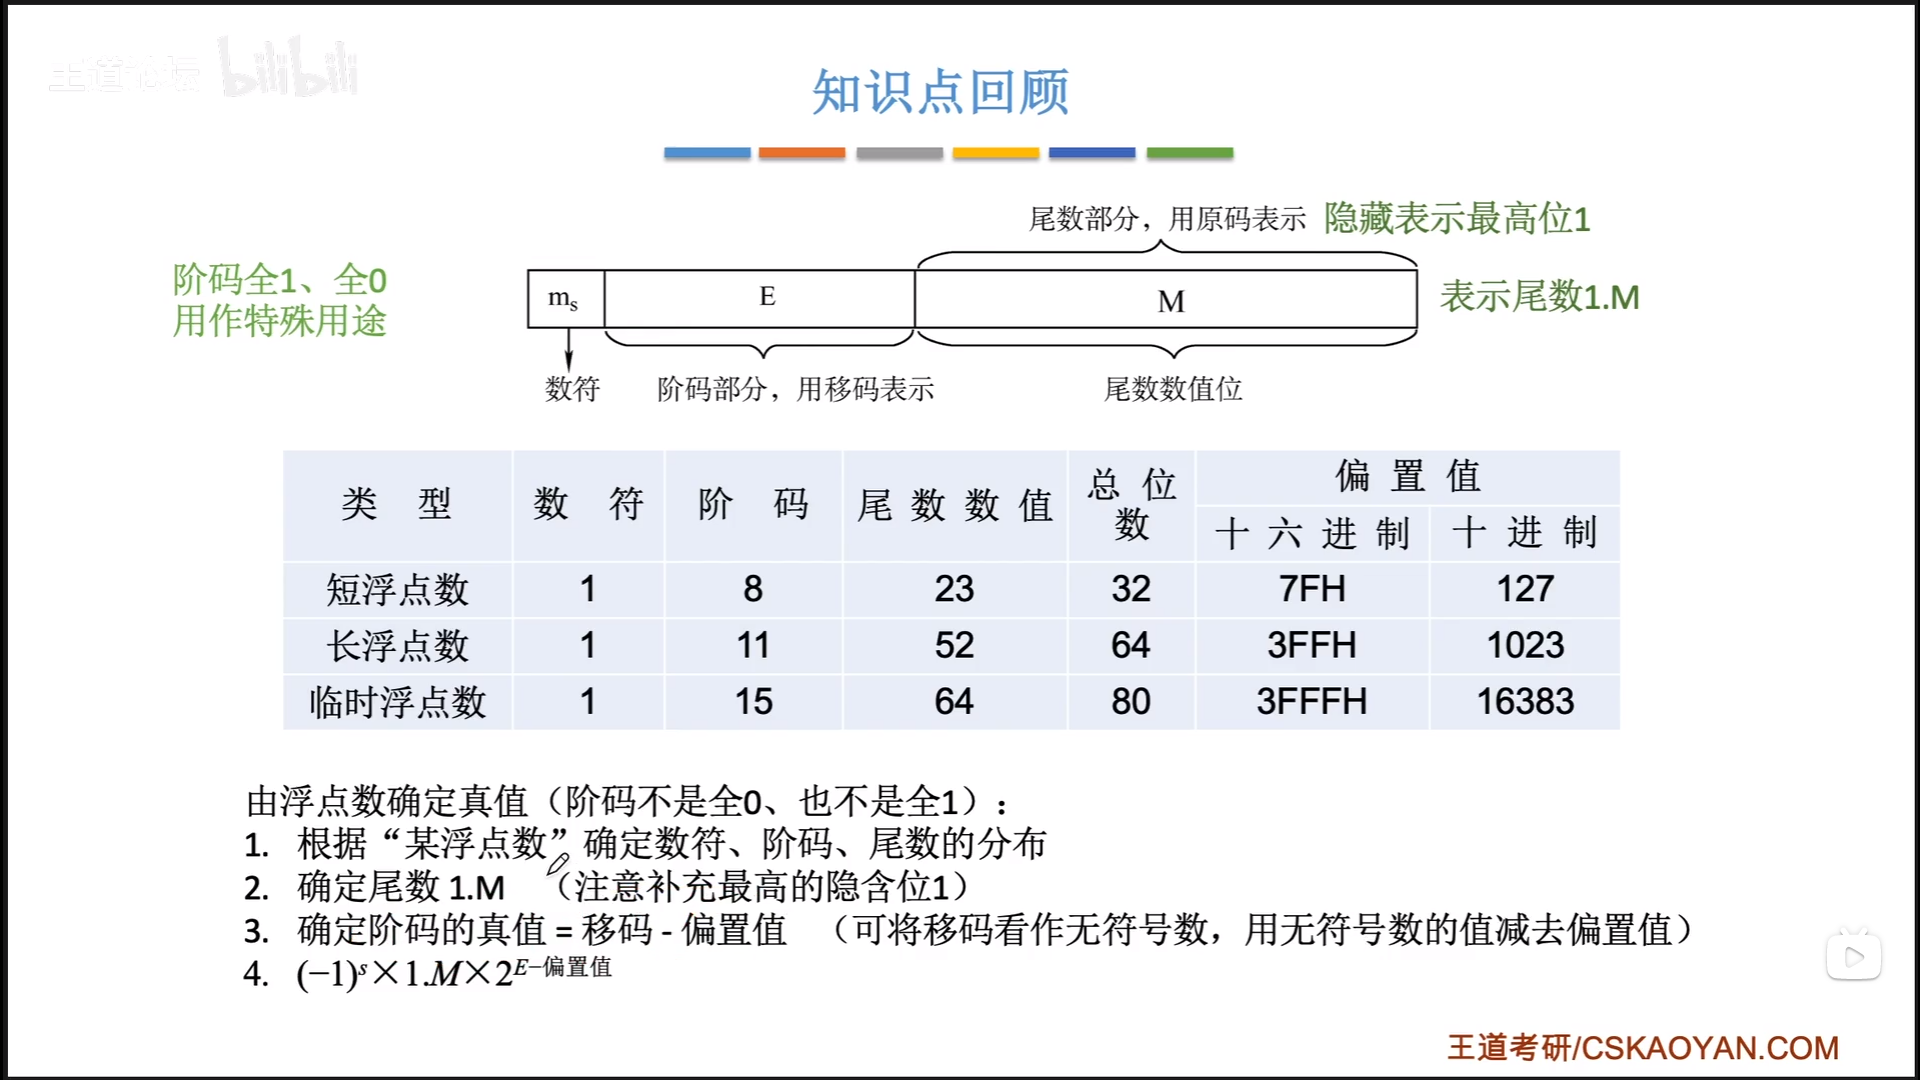 王道论坛 bilibili
知识点回顾
尾数部分，用原码表示 隐藏表示最高位1
阶码全1、全0
用作特殊用途
ms E M
表示尾数1.M
数符 阶码部分，用移码表示 尾数数值位
类 型 数 符 阶 码 尾数数值 总位数 偏置值
十六进制 十进制
短浮点数 1 8 23 32 7FH 127
长浮点数 1 11 52 64 3FFH 1023
临时浮点数 1 15 64 80 3FFFH 16383
由浮点数确定真值（阶码不是全0、也不是全1）：
1. 根据“某浮点数”确定数符、阶码、尾数的分布
2. 确定尾数 1.M （注意补充最高的隐含位1）
3. 确定阶码的真值 = 移码 - 偏置值 （可将移码看作无符号数，用无符号数的值减去偏置值）
4. (−1)^s×1.M×2^{E−偏置值}
王道考研/CSKAOYAN.COM